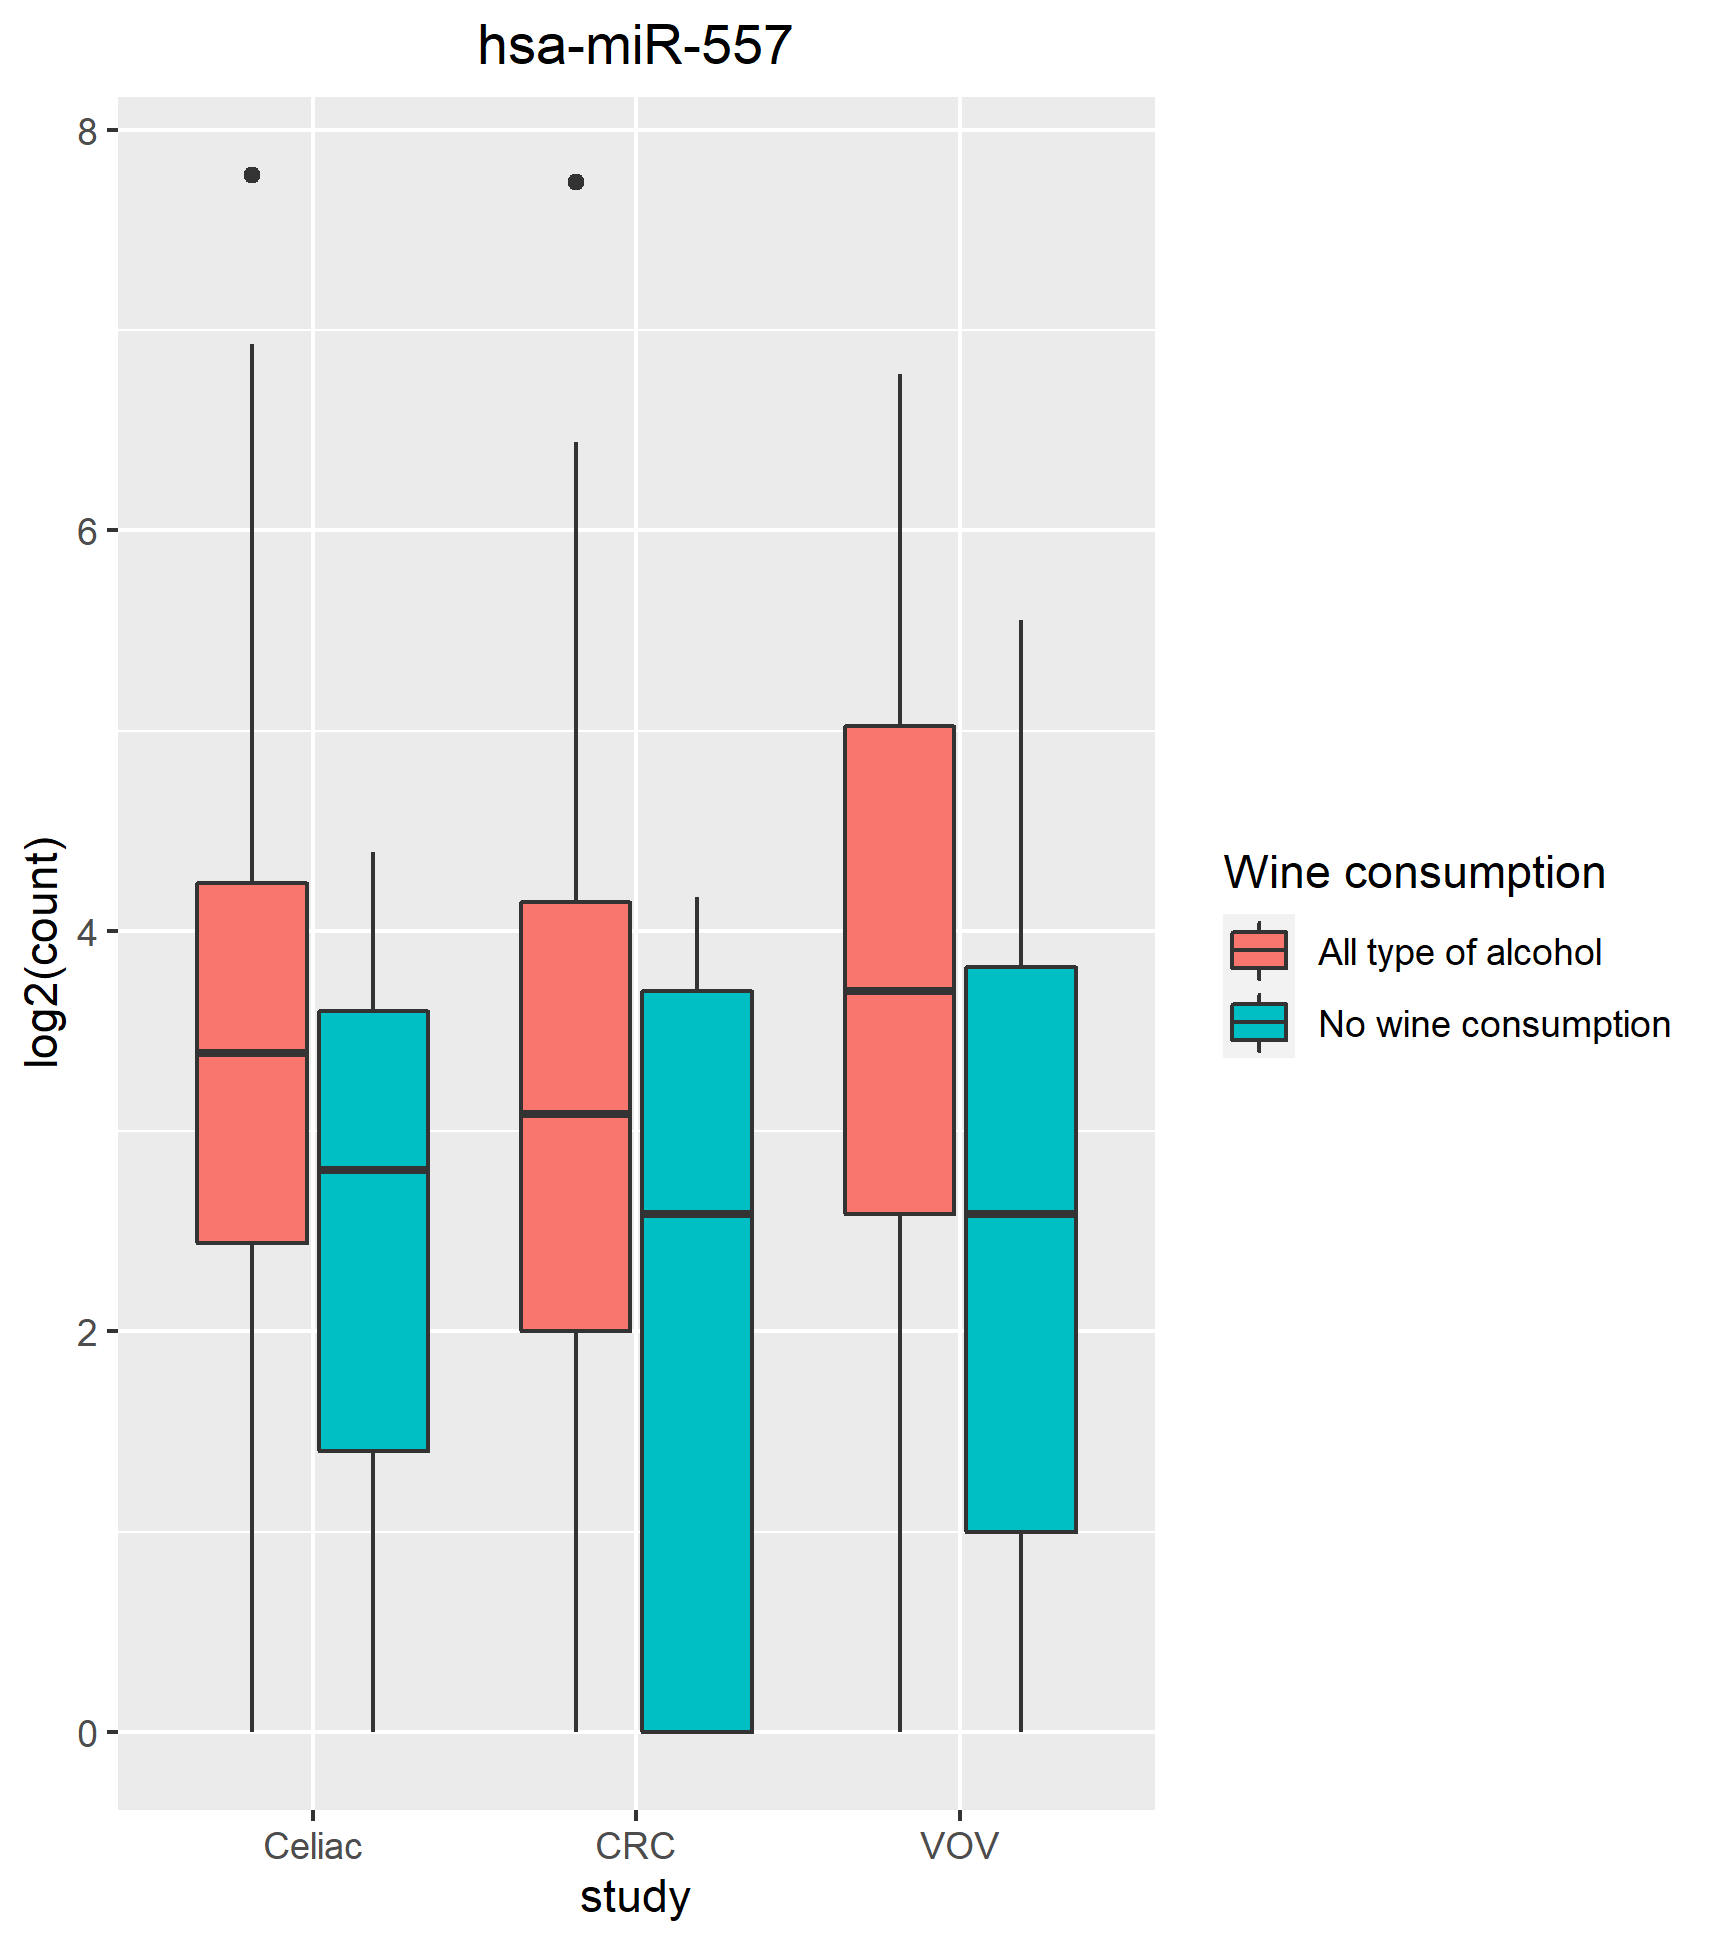 hsa-miR-557
8
6
4
2
0
log2(count)
Celiac
CRC
VOV
study
Wine consumption
All type of alcohol
No wine consumption